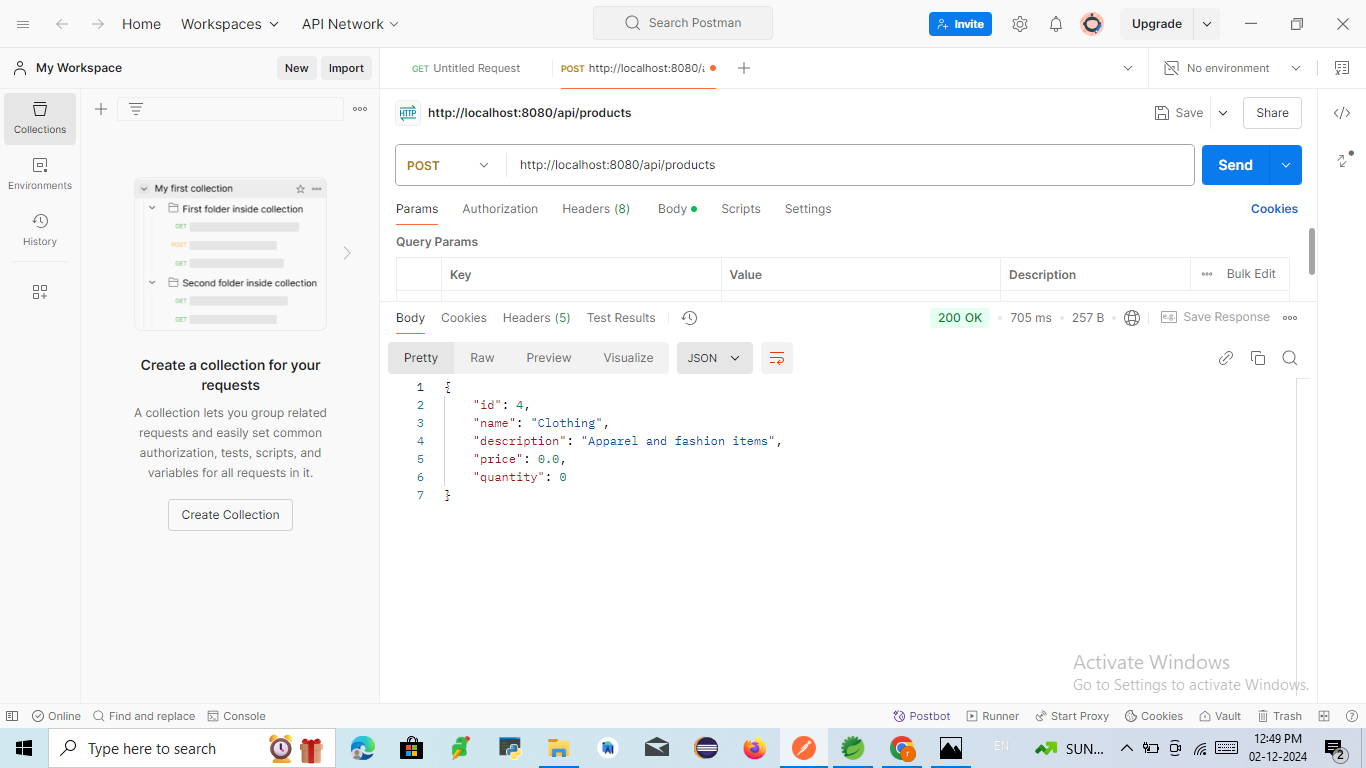 Home Workspaces API Network Search Postman Invite Upgrade
My Workspace New Import GET Untitled Request POST http://localhost:8080/a No environment
Collections
Environments
History
My first collection
First folder inside collection
GET
POST
GET
Second folder inside collection
GET
GET
Create a collection for your
requests
A collection lets you group related
requests and easily set common
authorization, tests, scripts, and
variables for all requests in it.
Create Collection
HTTP http://localhost:8080/api/products Save Share
POST http://localhost:8080/api/products Send
Params Authorization Headers (8) Body Scripts Settings Cookies
Query Params
Key Value Description Bulk Edit
Body Cookies Headers (5) Test Results 200 OK 705 ms 257 B e.g. Save Response
Pretty Raw Preview Visualize JSON
1 {
2 "id": 4,
3 "name": "Clothing",
4 "description": "Apparel and fashion items",
5 "price": 0.0,
6 "quantity": 0
7 }
Activate Windows
Go to Settings to activate Windows.
Online Find and replace Console Postbot Runner Start Proxy Cookies Vault Trash
Type here to search EN SUN... 12:49 PM
02-12-2024 2